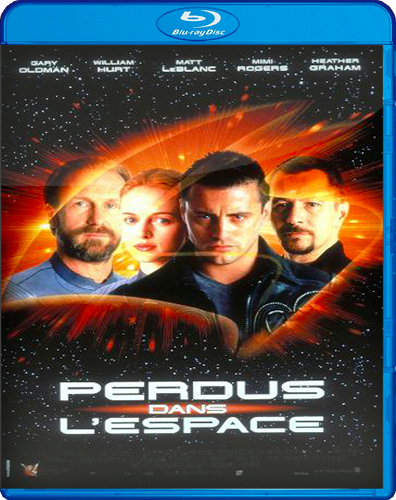 Blu-ray Disc
GARY WILLIAM MATT MIMI HEATHER
OLDMAN HURT LEBLANC ROGERS GRAHAM
PERDUS
DANS
L'ESPACE